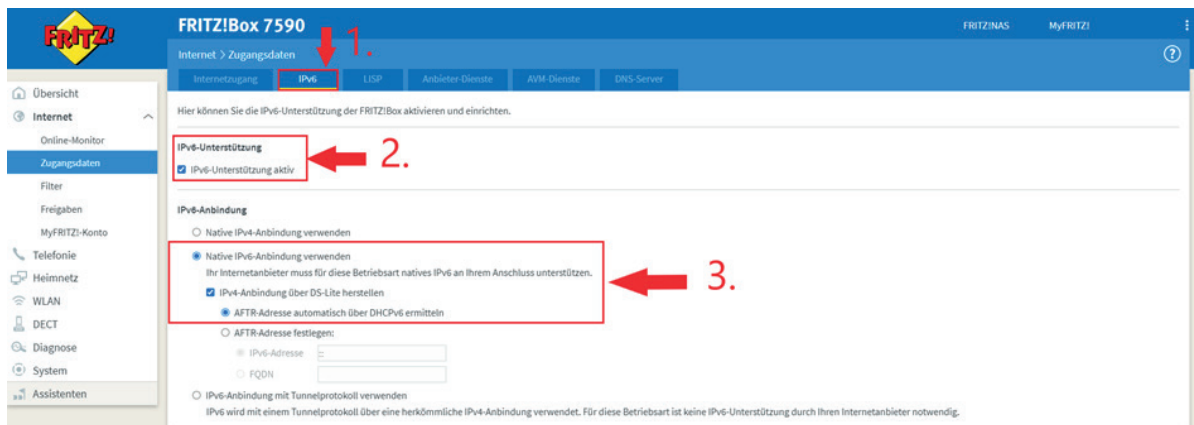 FRITZ!
FRITZ!Box 7590
FRITZ!NAS
MyFRITZ!
1.
Internet > Zugangsdaten
Internetzugang
IPv6
LISP
Anbieter-Dienste
AVM-Dienste
DNS-Server
Übersicht
Internet
Online-Monitor
Zugangsdaten
Filter
Freigaben
MyFRITZ!-Konto
Telefonie
Heimnetz
WLAN
DECT
Diagnose
System
Assistenten
Hier können Sie die IPv6-Unterstützung der FRITZ!Box aktivieren und einrichten.
IPv6-Unterstützung
IPv6-Unterstützung aktiv
2.
IPv6-Anbindung
Native IPv4-Anbindung verwenden
Native IPv6-Anbindung verwenden
Ihr Internetanbieter muss für diese Betriebsart natives IPv6 an Ihrem Anschluss unterstützen.
IPv4-Anbindung über DS-Lite herstellen
AFTR-Adresse automatisch über DHCPv6 ermitteln
3.
AFTR-Adresse festlegen:
IPv6-Adresse ::
FQDN
IPv6-Anbindung mit Tunnelprotokoll verwenden
IPv6 wird mit einem Tunnelprotokoll über eine herkömmliche IPv4-Anbindung verwendet. Für diese Betriebsart ist keine IPv6-Unterstützung durch Ihren Internetanbieter notwendig.